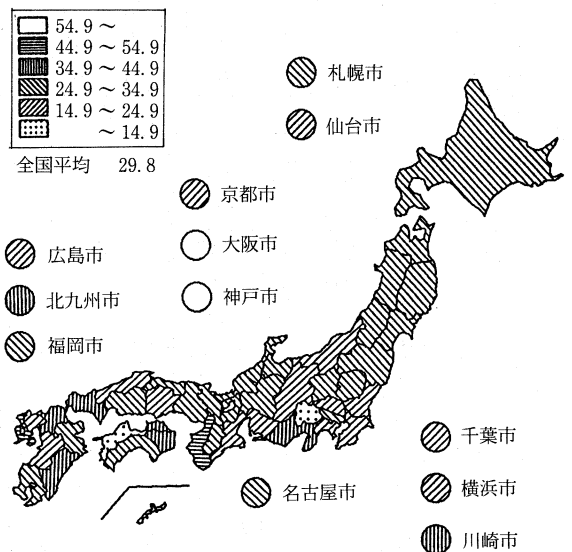 54.9～
44.9～54.9
34.9～44.9
24.9～34.9
14.9～24.9
～14.9
全国平均 29.8
札幌市
仙台市
京都市
大阪市
神戸市
広島市
北九州市
福岡市
千葉市
横浜市
川崎市
名古屋市